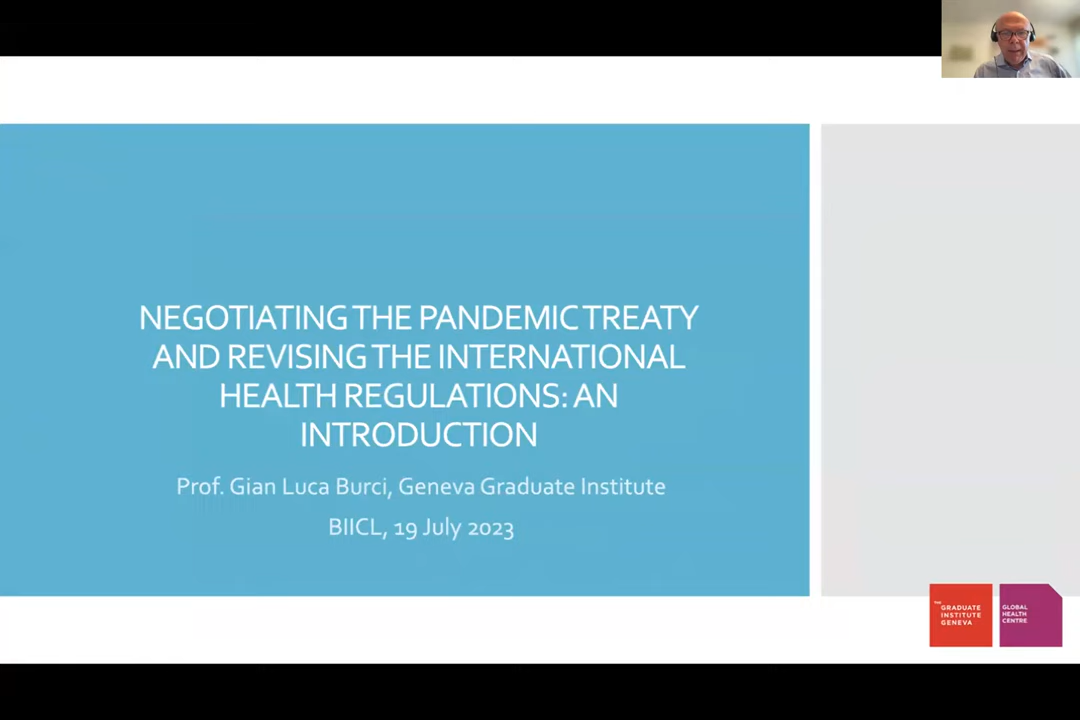 NEGOTIATING THE PANDEMIC TREATY
AND REVISING THE INTERNATIONAL
HEALTH REGULATIONS: AN
INTRODUCTION
Prof. Gian Luca Burci, Geneva Graduate Institute
BIICL, 19 July 2023
THE
GRADUATE
INSTITUTE
GENEVA
GLOBAL
HEALTH
CENTRE